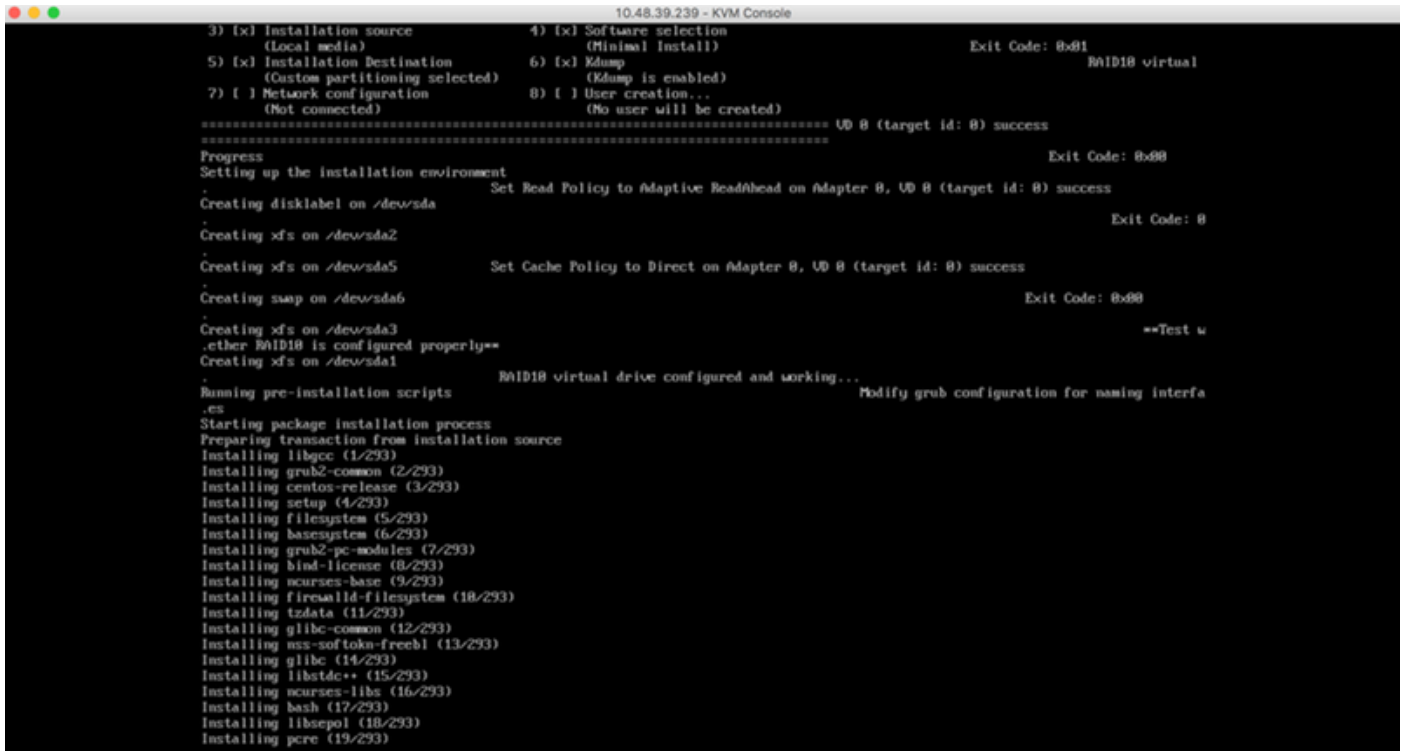 10.48.39.239 - KVM Console
3) [x] Installation source 4) [x] Software selection
(Local media) (Minimal Install) Exit Code: 0x01
5) [x] Installation Destination 6) [x] Kdump RAID10 virtual
(Custom partitioning selected) (Kdump is enabled)
7) [ ] Network configuration 8) [ ] User creation...
(Not connected) (No user will be created)
================================================================================ VD 0 (target id: 0) success
================================================================================
Progress Exit Code: 0x00
Setting up the installation environment
. Set Read Policy to Adaptive ReadAhead on Adapter 0, VD 0 (target id: 0) success
Creating disklabel on /dev/sda
. Exit Code: 0
Creating xfs on /dev/sda2
.
Creating xfs on /dev/sda5 Set Cache Policy to Direct on Adapter 0, VD 0 (target id: 0) success
.
Creating swap on /dev/sda6 Exit Code: 0x00
.
Creating xfs on /dev/sda3 **Test w
.ether RAID10 is configured properly**
Creating xfs on /dev/sda1
. RAID10 virtual drive configured and working...
Running pre-installation scripts Modify grub configuration for naming interfa
.es
Starting package installation process
Preparing transaction from installation source
Installing libgcc (1/293)
Installing grub2-common (2/293)
Installing centos-release (3/293)
Installing setup (4/293)
Installing filesystem (5/293)
Installing basesystem (6/293)
Installing grub2-pc-modules (7/293)
Installing bind-license (8/293)
Installing ncurses-base (9/293)
Installing firewalld-filesystem (10/293)
Installing tzdata (11/293)
Installing glibc-common (12/293)
Installing nss-softokn-freebl (13/293)
Installing glibc (14/293)
Installing libstdc++ (15/293)
Installing ncurses-libs (16/293)
Installing bash (17/293)
Installing libsepol (18/293)
Installing pcre (19/293)